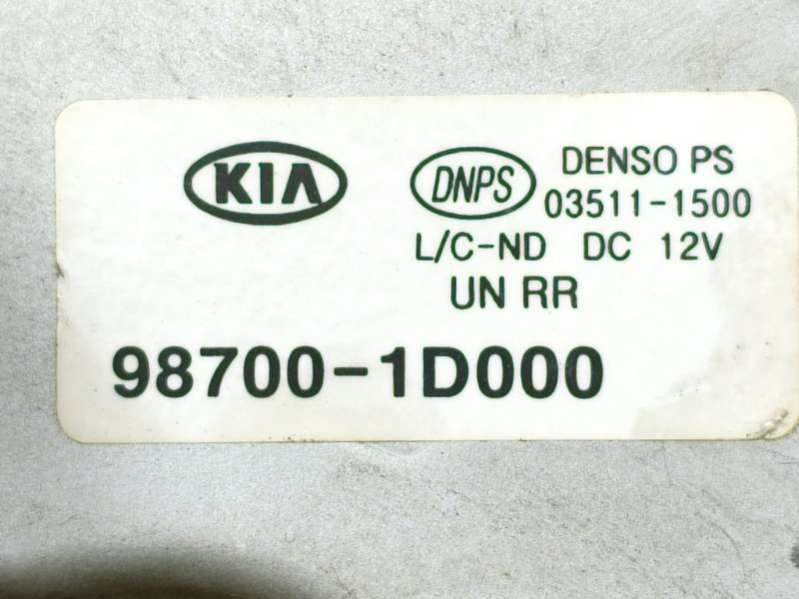 KIA
DNPS
DENSO PS
03511-1500
L/C-ND DC 12V
UN RR
98700-1D000